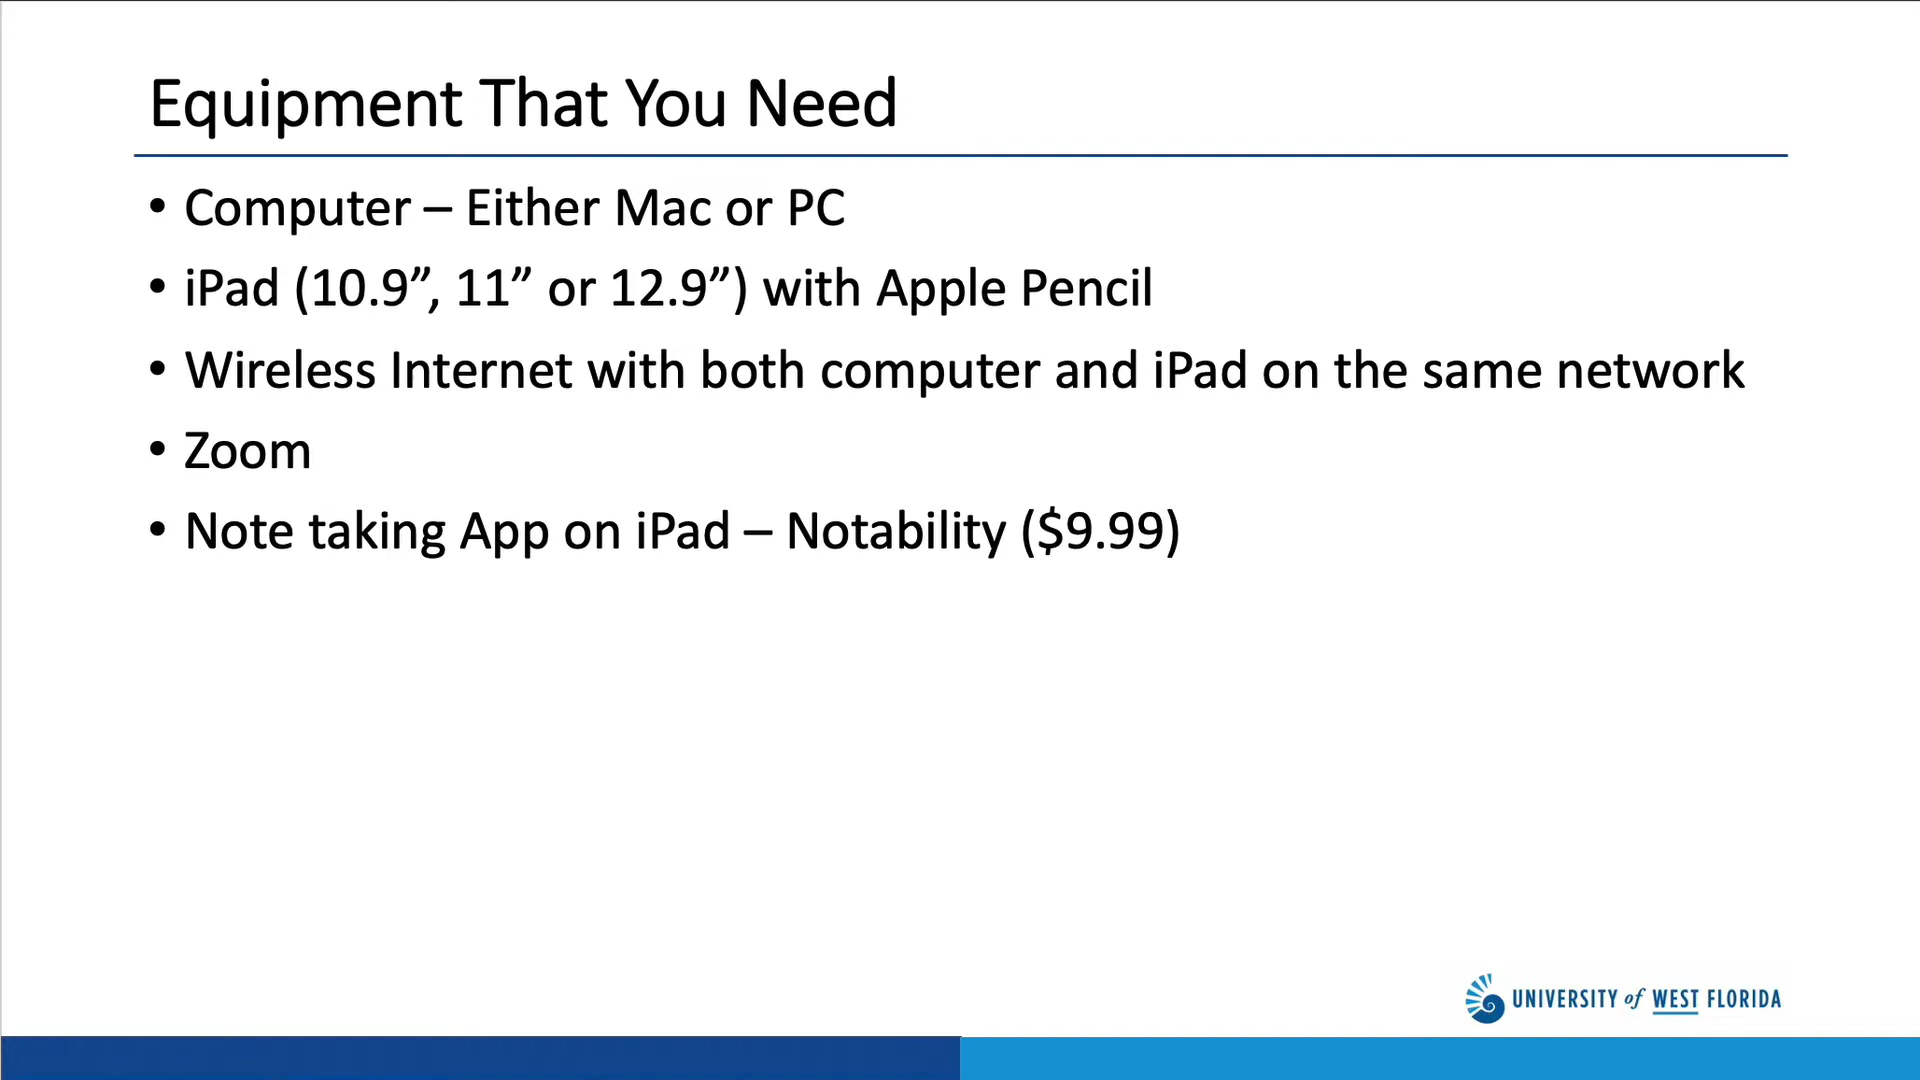 Equipment That You Need
• Computer – Either Mac or PC
• iPad (10.9”, 11” or 12.9”) with Apple Pencil
• Wireless Internet with both computer and iPad on the same network
• Zoom
• Note taking App on iPad – Notability ($9.99)
UNIVERSITY of WEST FLORIDA